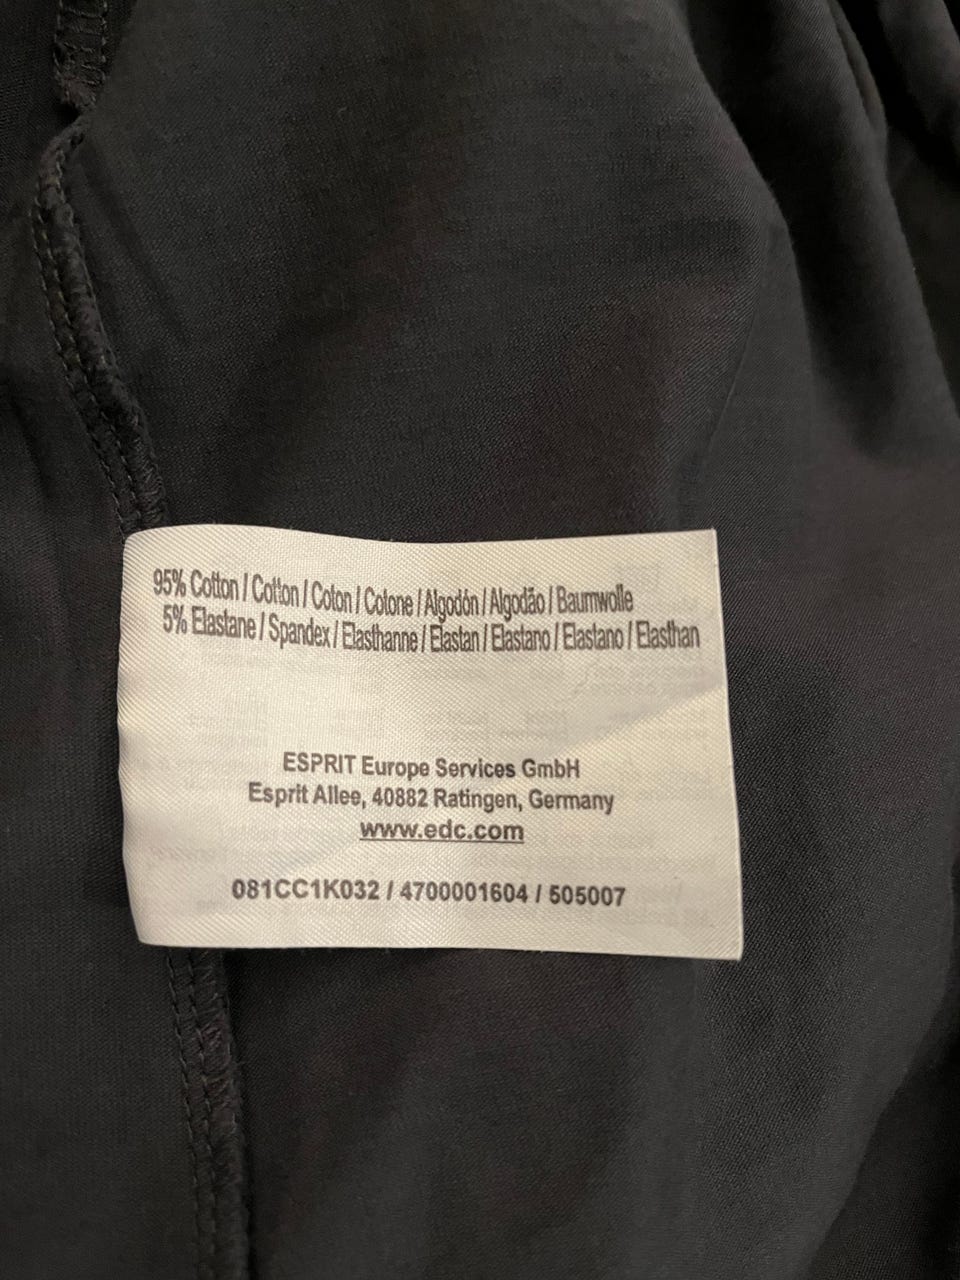 95% Cotton / Cotton / Coton / Cotone / Algodón / Algodão / Baumwolle
5% Elastane / Spandex / Elasthanne / Elastan / Elastano / Elastano / Elasthan
ESPRIT Europe Services GmbH
Esprit Allee, 40882 Ratingen, Germany
www.edc.com
081CC1K032 / 4700001604 / 505007